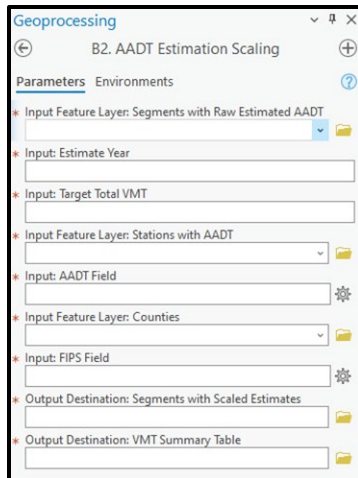 Geoprocessing
B2. AADT Estimation Scaling
Parameters Environments
* Input Feature Layer: Segments with Raw Estimated AADT
* Input: Estimate Year
* Input: Target Total VMT
* Input Feature Layer: Stations with AADT
* Input: AADT Field
* Input Feature Layer: Counties
* Input: FIPS Field
* Output Destination: Segments with Scaled Estimates
* Output Destination: VMT Summary Table